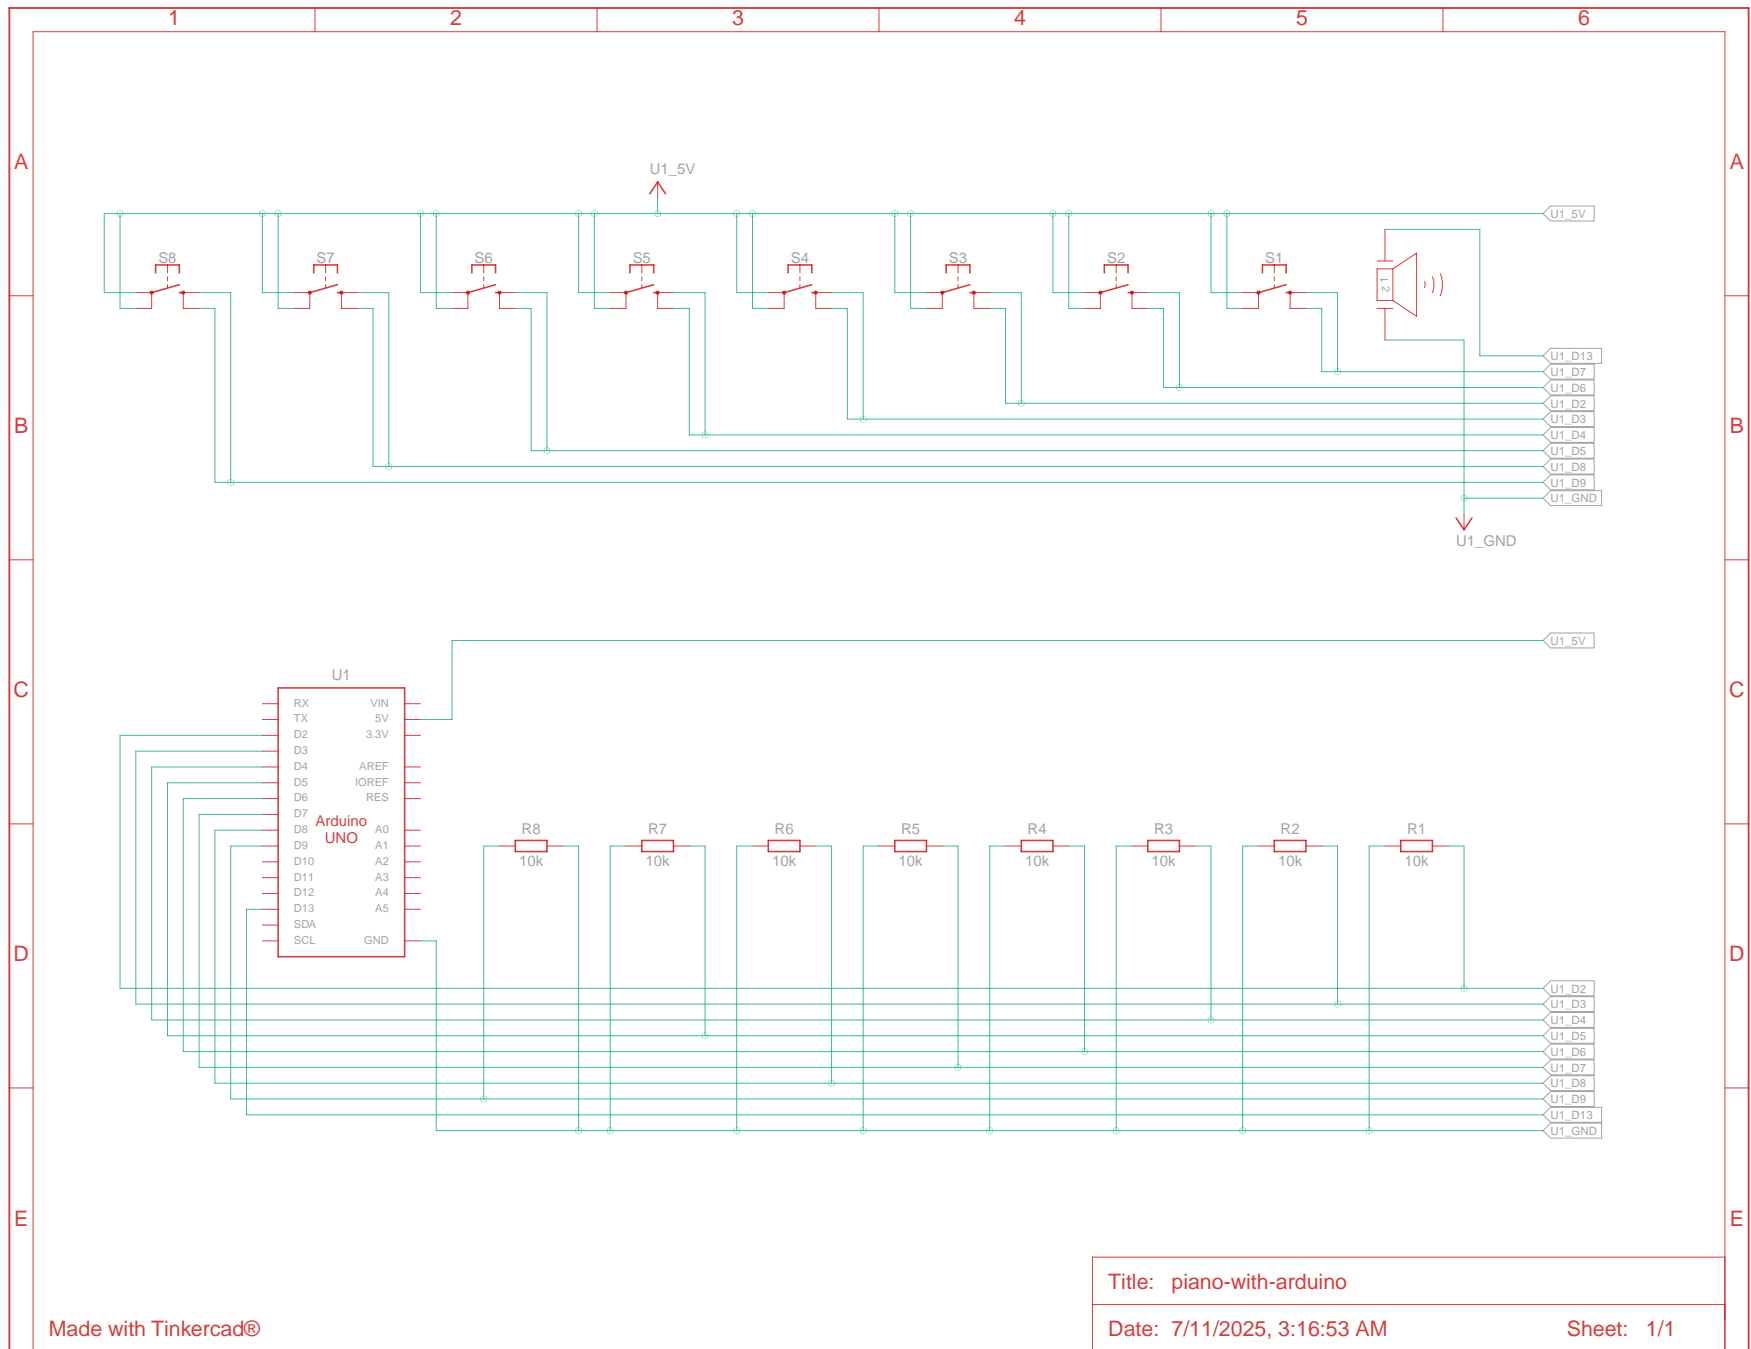 1 2 3 4 5 6
A A
U1_5V
U1_5V
S8 S7 S6 S5 S4 S3 S2 S1
1 2
U1_D13
U1_D7
U1_D6
U1_D2
B B
U1_D3
U1_D4
U1_D5
U1_D8
U1_D9
U1_GND
U1_GND
U1_5V
C C
U1
RX VIN
TX 5V
D2 3.3V
D3
D4 AREF
D5 IOREF
D6 RES
D7
Arduino
UNO
D8 A0
D9 A1
D10 A2
D11 A3
D12 A4
D13 A5
SDA
SCL GND
R8 R7 R6 R5 R4 R3 R2 R1
10k 10k 10k 10k 10k 10k 10k 10k
D D
U1_D2
U1_D3
U1_D4
U1_D5
U1_D6
U1_D7
U1_D8
U1_D9
U1_D13
U1_GND
E E
Title: piano-with-arduino
Made with Tinkercad®
Date: 7/11/2025, 3:16:53 AM Sheet: 1/1